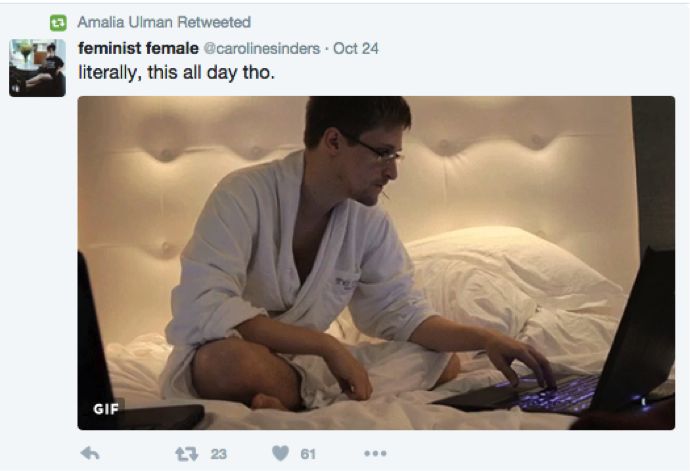 Amalia Ulman Retweeted
feminist female @carolinesinders · Oct 24
literally, this all day tho.
GIF
23
61